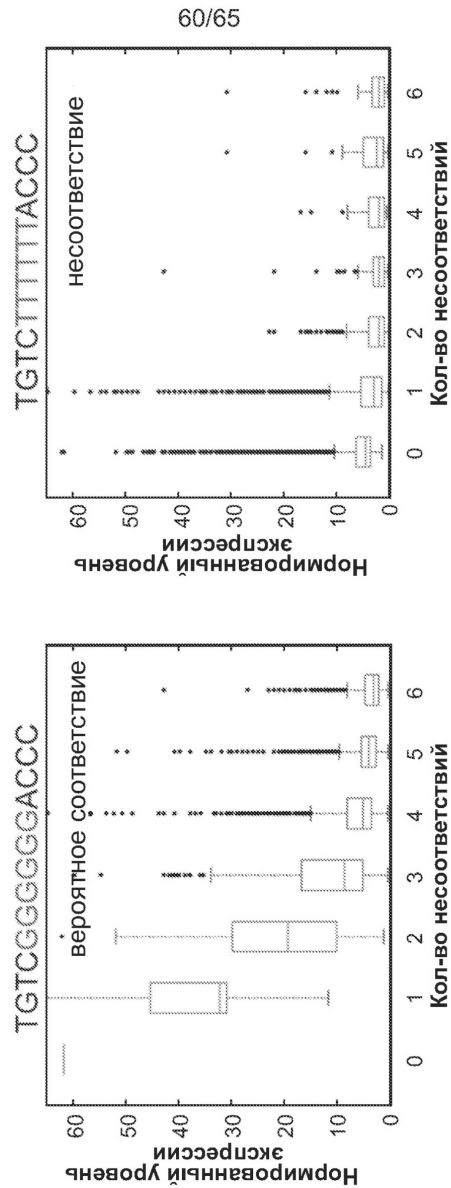 60/65
TGTCGGGGGGGACCC
вероятное соответствие
Нормированный уровень
экспрессии
60
50
40
30
20
10
0
0 1 2 3 4 5 6
Кол-во несоответствий
TGTCTTTTTTTACCC
несоответствие
Нормированный уровень
экспрессии
60
50
40
30
20
10
0
0 1 2 3 4 5 6
Кол-во несоответствий